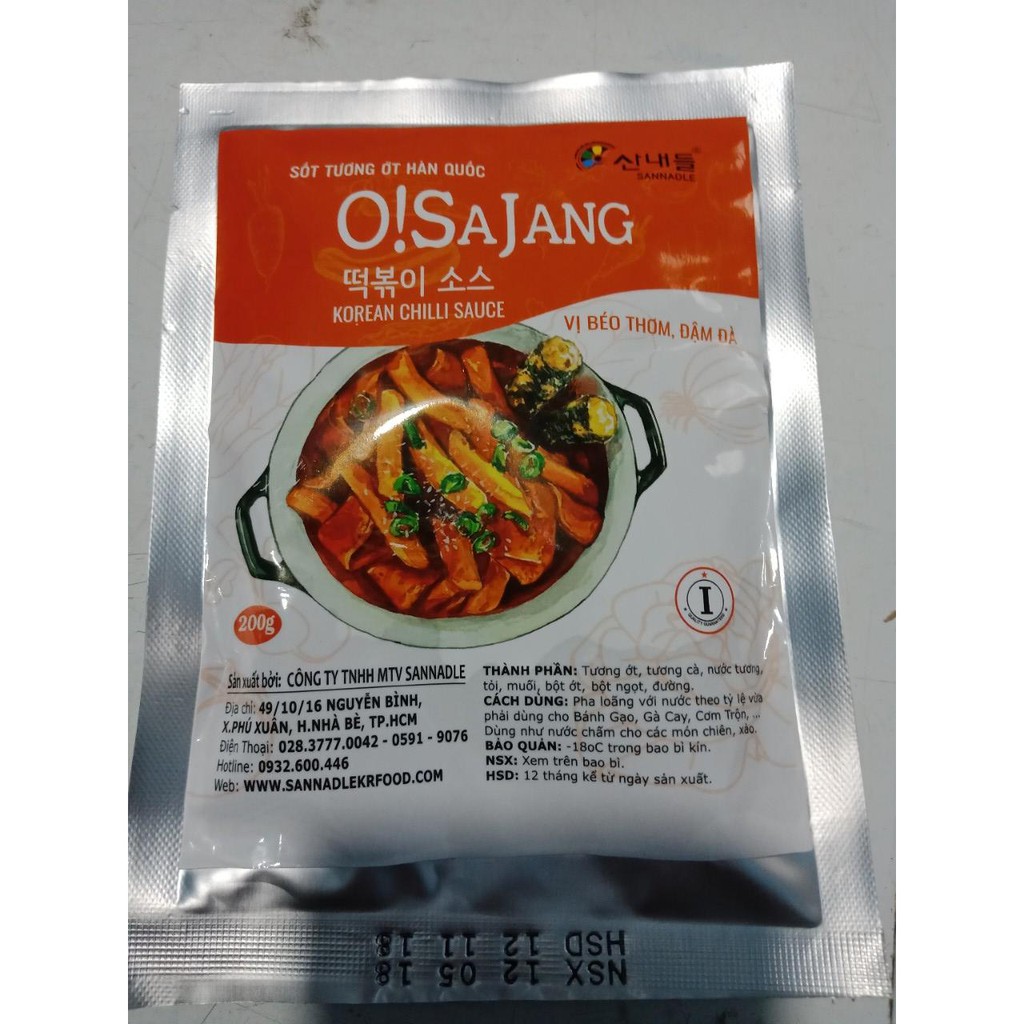 SỐT TƯƠNG ỚT HÀN QUỐC
산내들
SANNADLE
O!SAJANG
떡볶이 소스
KOREAN CHILLI SAUCE
VỊ BÉO THƠM, ĐẬM ĐÀ
200g
I
Sản xuất bởi: CÔNG TY TNHH MTV SANNADLE
Địa chỉ: 49/10/16 NGUYỄN BÌNH,
X.PHÚ XUÂN, H.NHÀ BÈ, TP.HCM
Điện Thoại: 028.3777.0042 - 0591 - 9076
Hotline: 0932.600.446
Web: WWW.SANNADLEKRFOOD.COM
THÀNH PHẦN: Tương ớt, tương cà, nước tương,
tỏi, muối, bột ớt, bột ngọt, đường.
CÁCH DÙNG: Pha loãng với nước theo tỷ lệ vừa
phải dùng cho Bánh Gạo, Gà Cay, Cơm Trộn, ...
Dùng như nước chấm cho các món chiên, xào.
BẢO QUẢN: -18oC trong bao bì kín.
NSX: Xem trên bao bì.
HSD: 12 tháng kể từ ngày sản xuất.
NSX 12 05 18
HSD 12 11 18